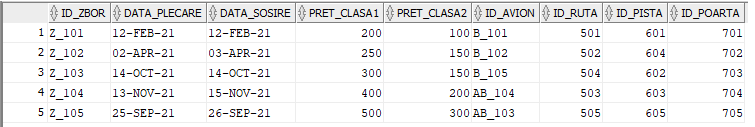 ID_ZBOR DATA_PLECARE DATA_SOSIRE PRET_CLASA1 PRET_CLASA2 ID_AVION ID_RUTA ID_PISTA ID_POARTA
1 Z_101 12-FEB-21 12-FEB-21 200 100 B_101 501 601 701
2 Z_102 02-APR-21 03-APR-21 250 150 B_102 502 604 702
3 Z_103 14-OCT-21 14-OCT-21 300 150 B_105 504 602 703
4 Z_104 13-NOV-21 15-NOV-21 400 200 AB_104 503 603 704
5 Z_105 25-SEP-21 26-SEP-21 500 300 AB_103 505 605 705